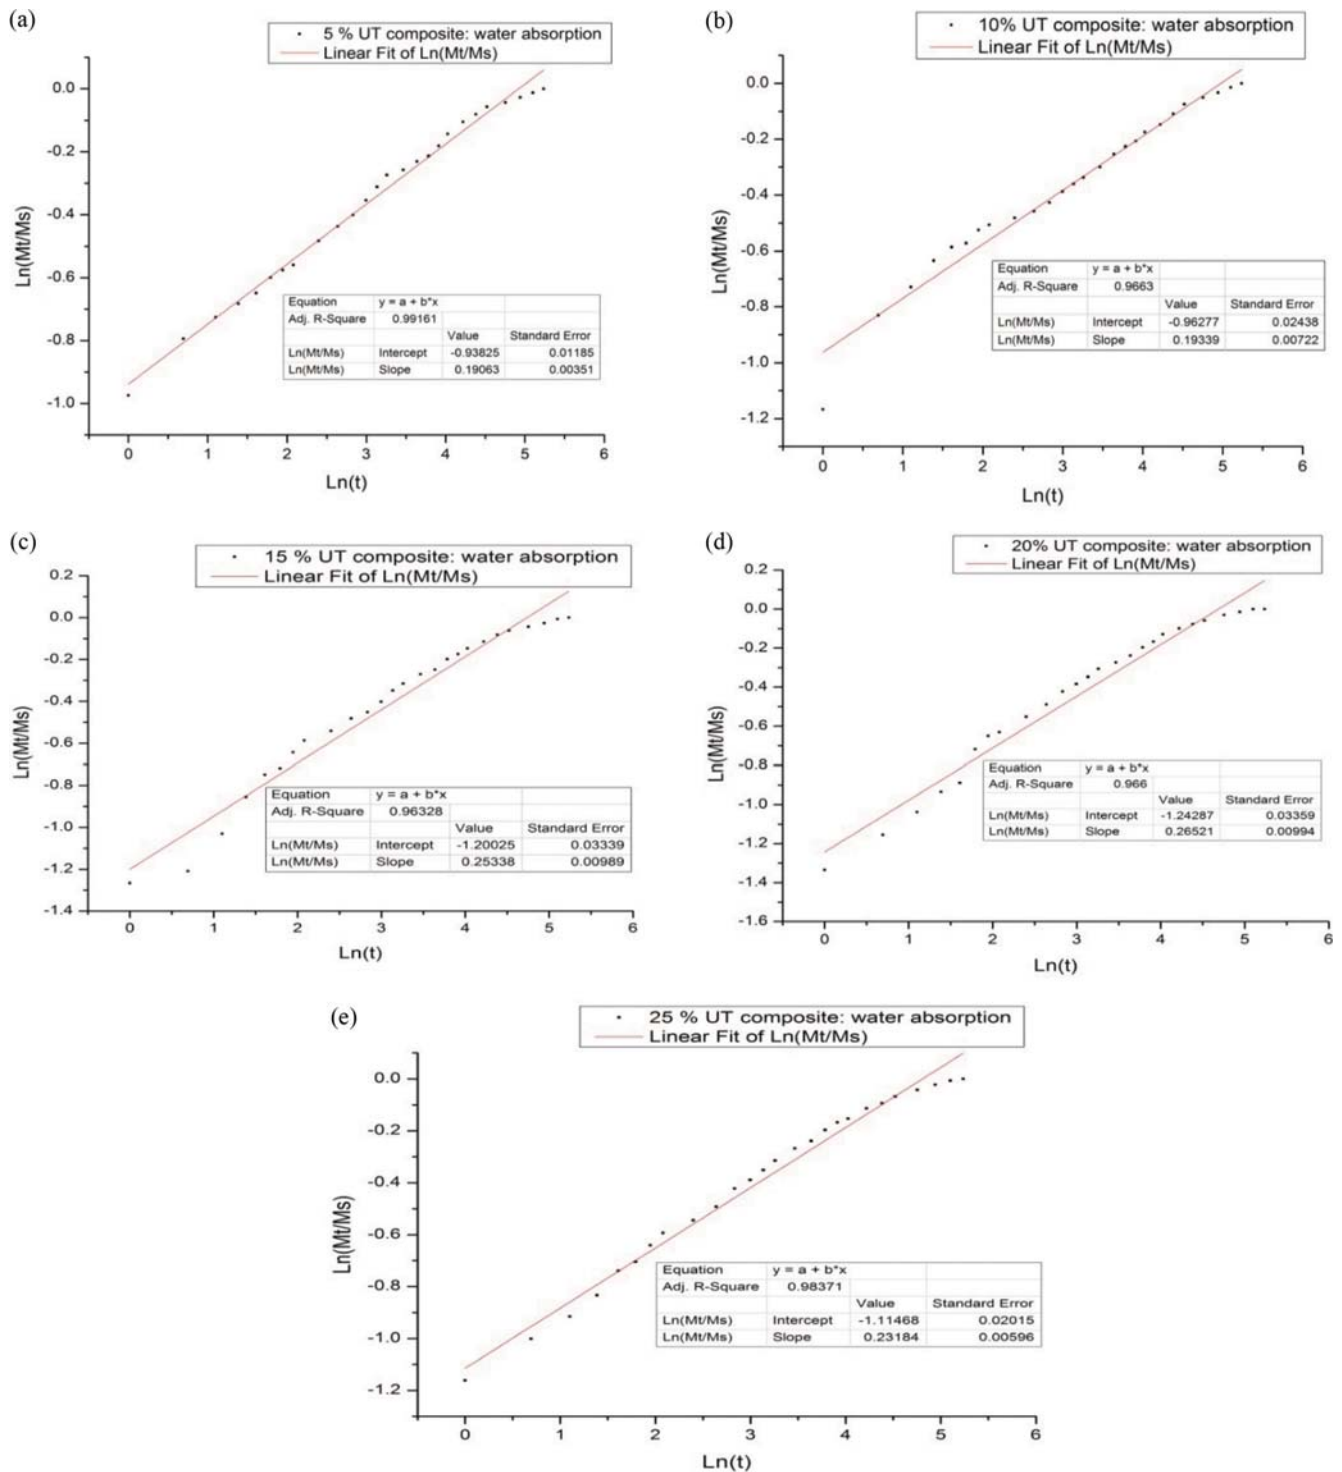 (a)
5 % UT composite: water absorption
Linear Fit of Ln(Mt/Ms)
0.0
-0.2
-0.4
-0.6
-0.8
-1.0
Ln(Mt/Ms)
Equation y = a + b*x
Adj. R-Square 0.99161
Value Standard Error
Ln(Mt/Ms) Intercept -0.93825 0.01185
Ln(Mt/Ms) Slope 0.19063 0.00351
0 1 2 3 4 5 6
Ln(t)
(b)
10% UT composite: water absorption
Linear Fit of Ln(Mt/Ms)
0.0
-0.2
-0.4
-0.6
-0.8
-1.0
-1.2
Ln(Mt/Ms)
Equation y = a + b*x
Adj. R-Square 0.9663
Value Standard Error
Ln(Mt/Ms) Intercept -0.96277 0.02438
Ln(Mt/Ms) Slope 0.19339 0.00722
0 1 2 3 4 5 6
Ln(t)
(c)
15 % UT composite: water absorption
Linear Fit of Ln(Mt/Ms)
0.2
0.0
-0.2
-0.4
-0.6
-0.8
-1.0
-1.2
-1.4
Ln(Mt/Ms)
Equation y = a + b*x
Adj. R-Square 0.96328
Value Standard Error
Ln(Mt/Ms) Intercept -1.20025 0.03339
Ln(Mt/Ms) Slope 0.25338 0.00989
0 1 2 3 4 5 6
Ln(t)
(d)
20% UT composite: water absorption
Linear Fit of Ln(Mt/Ms)
0.2
0.0
-0.2
-0.4
-0.6
-0.8
-1.0
-1.2
-1.4
-1.6
Ln(Mt/Ms)
Equation y = a + b*x
Adj. R-Square 0.966
Value Standard Error
Ln(Mt/Ms) Intercept -1.24287 0.03359
Ln(Mt/Ms) Slope 0.26521 0.00994
0 1 2 3 4 5 6
Ln(t)
(e)
25 % UT composite: water absorption
Linear Fit of Ln(Mt/Ms)
0.0
-0.2
-0.4
-0.6
-0.8
-1.0
-1.2
Ln(Mt/Ms)
Equation y = a + b*x
Adj. R-Square 0.98371
Value Standard Error
Ln(Mt/Ms) Intercept -1.11468 0.02015
Ln(Mt/Ms) Slope 0.23184 0.00596
0 1 2 3 4 5 6
Ln(t)